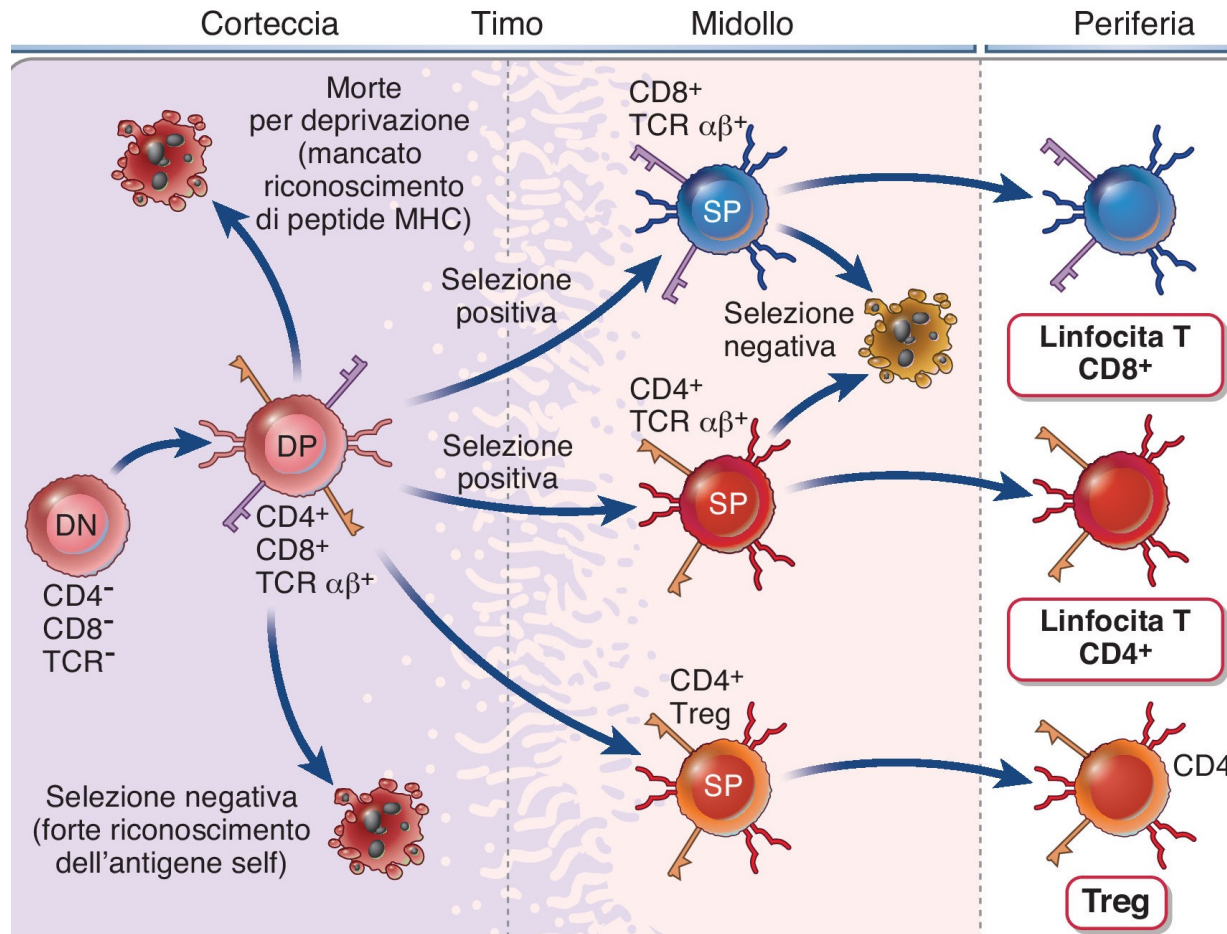 Corteccia
Timo
Midollo
Periferia
Morte
per deprivazione
(mancato
riconoscimento
di peptide MHC)
CD8⁺
TCR αβ⁺
SP
Selezione
positiva
Selezione
negativa
Linfocita T
CD8⁺
DP
CD4⁺
TCR αβ⁺
Selezione
positiva
SP
DN
CD4⁻
CD8⁻
TCR⁻
CD4⁺
CD8⁺
TCR αβ⁺
Linfocita T
CD4⁺
CD4⁺
Treg
SP
CD4
Selezione negativa
(forte riconoscimento
dell’antigene self)
Treg